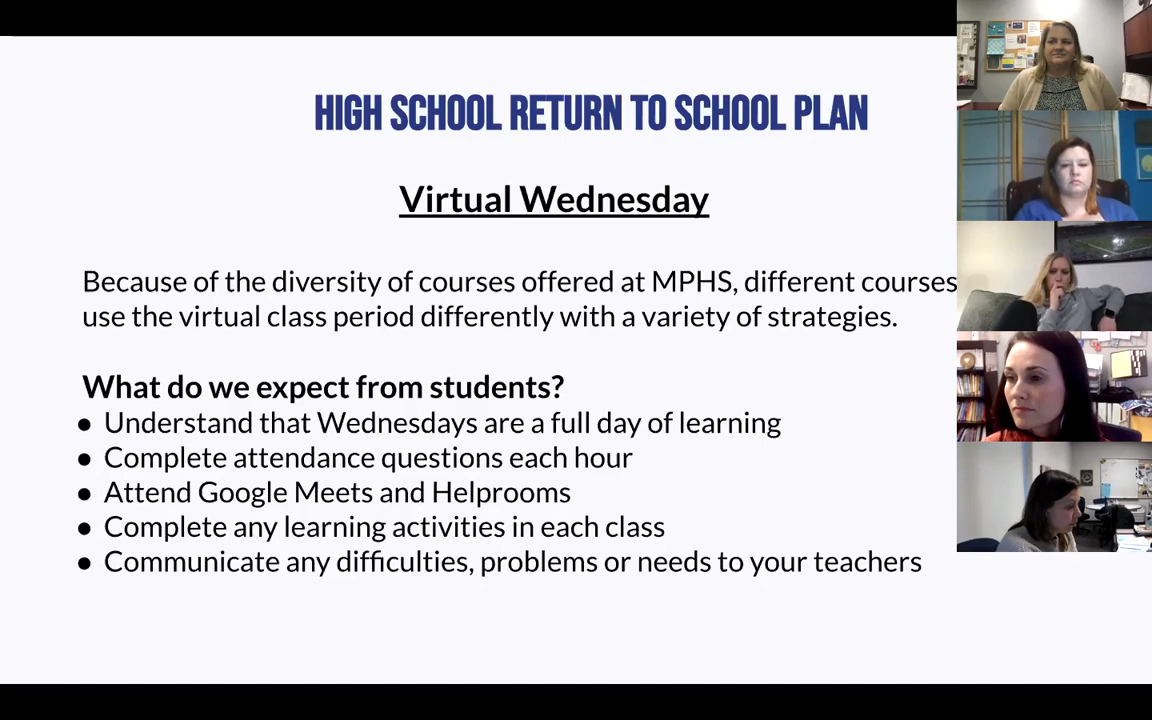 HIGH SCHOOL RETURN TO SCHOOL PLAN
Virtual Wednesday
Because of the diversity of courses offered at MPHS, different courses
use the virtual class period differently with a variety of strategies.
What do we expect from students?
● Understand that Wednesdays are a full day of learning
● Complete attendance questions each hour
● Attend Google Meets and Helprooms
● Complete any learning activities in each class
● Communicate any difficulties, problems or needs to your teachers